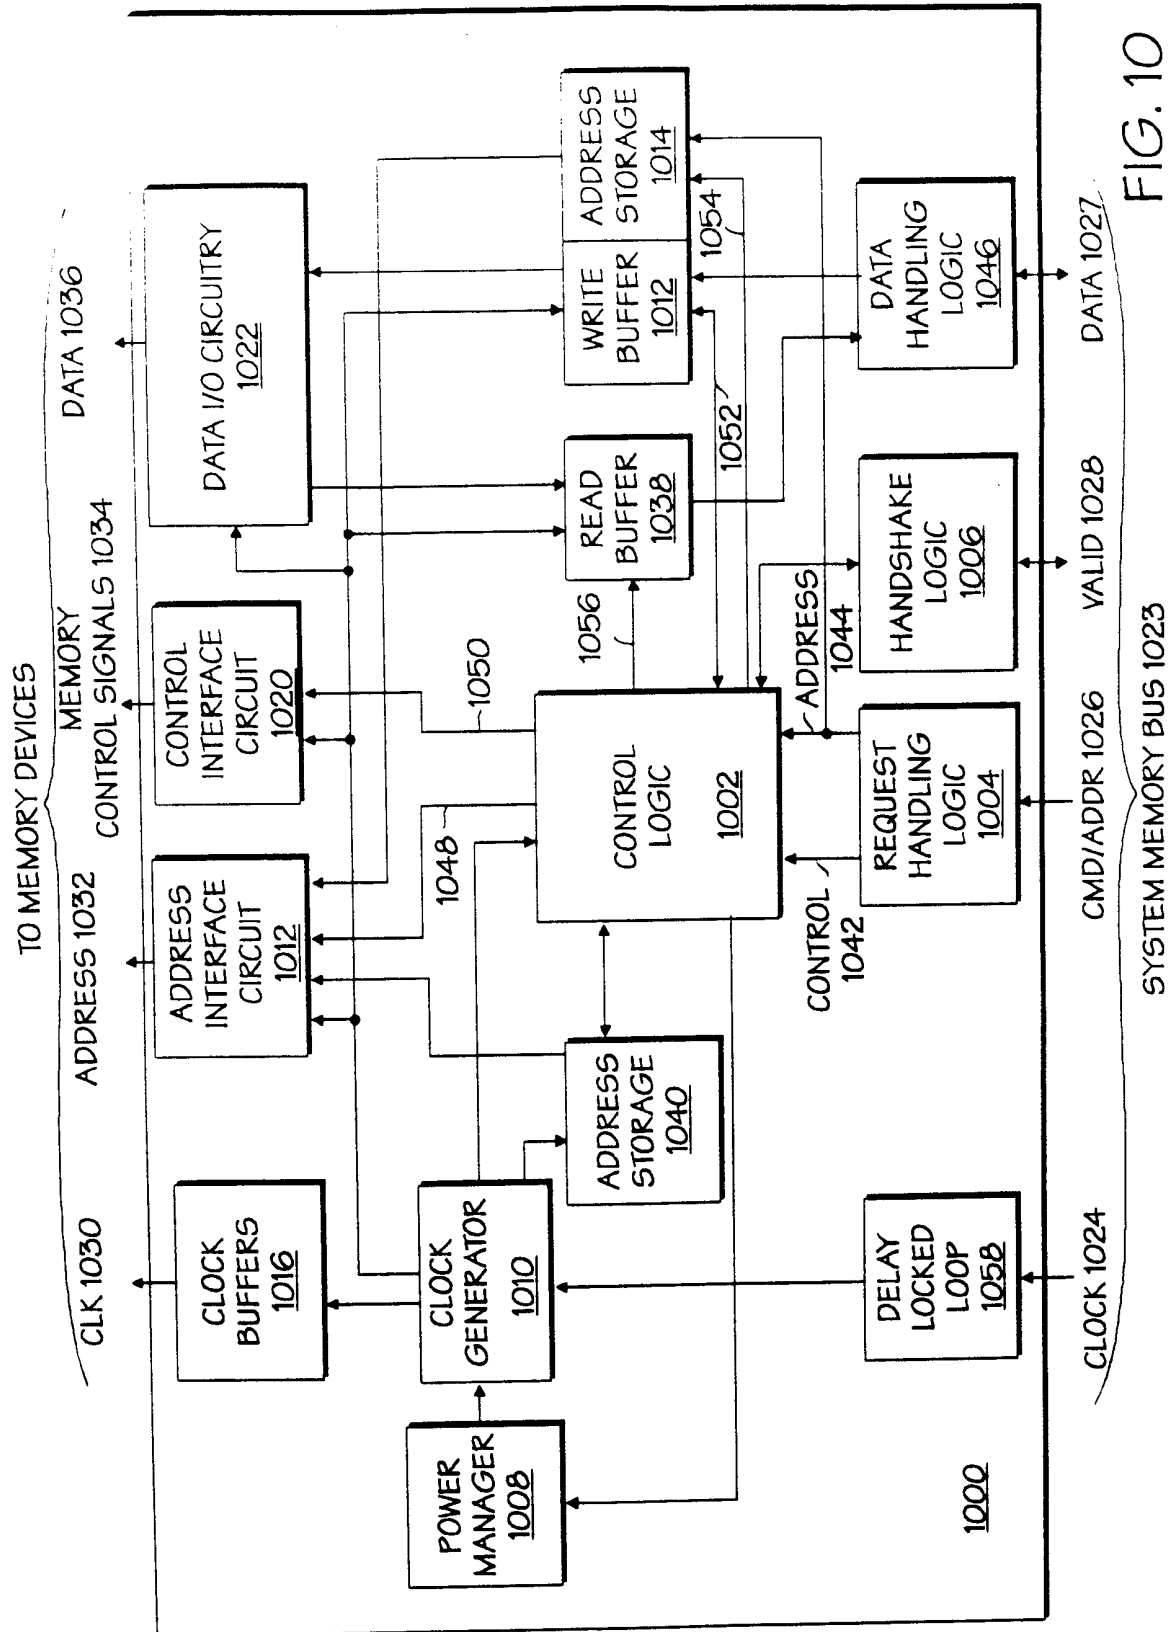 TO MEMORY DEVICES
CLK 1030
ADDRESS 1032
MEMORY
CONTROL SIGNALS 1034
DATA 1036
CLOCK
BUFFERS
1016
ADDRESS
INTERFACE
CIRCUIT
1012
CONTROL
INTERFACE
CIRCUIT
1020
DATA I/O CIRCUITRY
1022
POWER
MANAGER
1008
CLOCK
GENERATOR
1010
1048
1050
ADDRESS
STORAGE
1040
CONTROL
LOGIC
1002
1056
READ
BUFFER
1038
WRITE
BUFFER
1012
ADDRESS
STORAGE
1014
1052
1054
CONTROL
1042
ADDRESS
1044
DELAY
LOCKED
LOOP
1058
REQUEST
HANDLING
LOGIC
1004
HANDSHAKE
LOGIC
1006
DATA
HANDLING
LOGIC
1046
1000
CLOCK 1024
CMD/ADDR 1026
VALID 1028
DATA 1027
SYSTEM MEMORY BUS 1023
FIG. 10